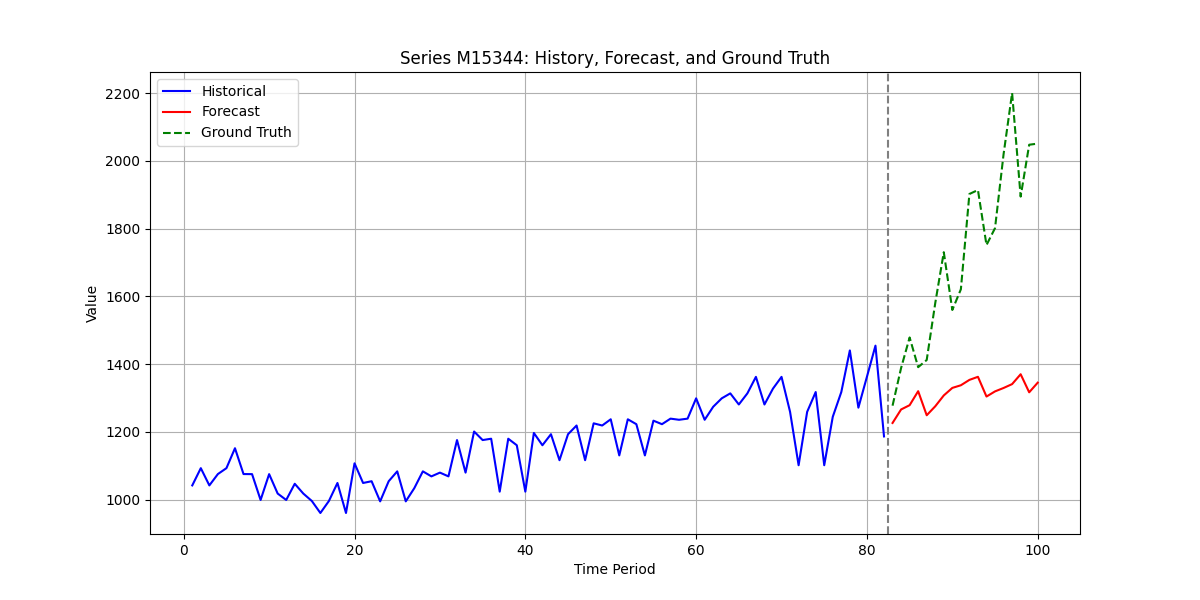 Series M15344: History, Forecast, and Ground Truth
Historical
Forecast
Ground Truth
2200
2000
1800
1600
1400
1200
1000
Value
0 20 40 60 80 100
Time Period